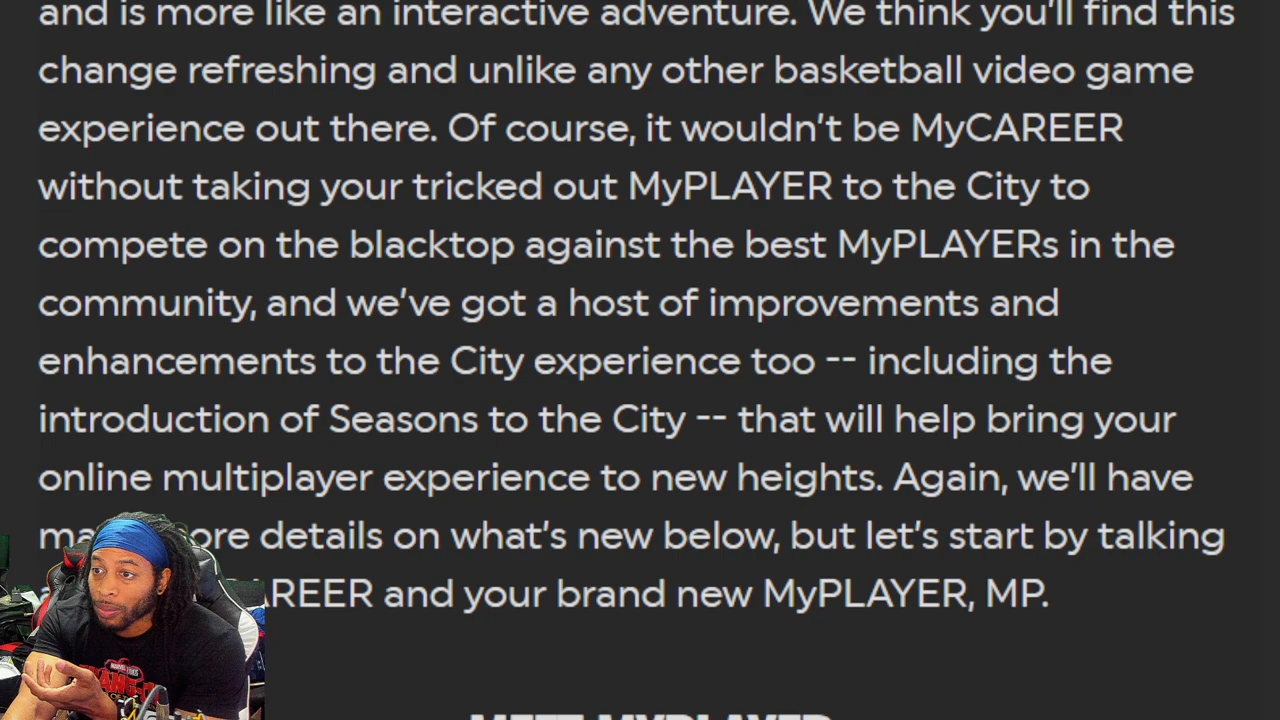 and is more like an interactive adventure. We think you'll find this
change refreshing and unlike any other basketball video game
experience out there. Of course, it wouldn't be MyCAREER
without taking your tricked out MyPLAYER to the City to
compete on the blacktop against the best MyPLAYERs in the
community, and we've got a host of improvements and
enhancements to the City experience too -- including the
introduction of Seasons to the City -- that will help bring your
online multiplayer experience to new heights. Again, we'll have
details on what's new below, but let's start by talking
and your brand new MyPLAYER, MP.
MEET MYPLAYER